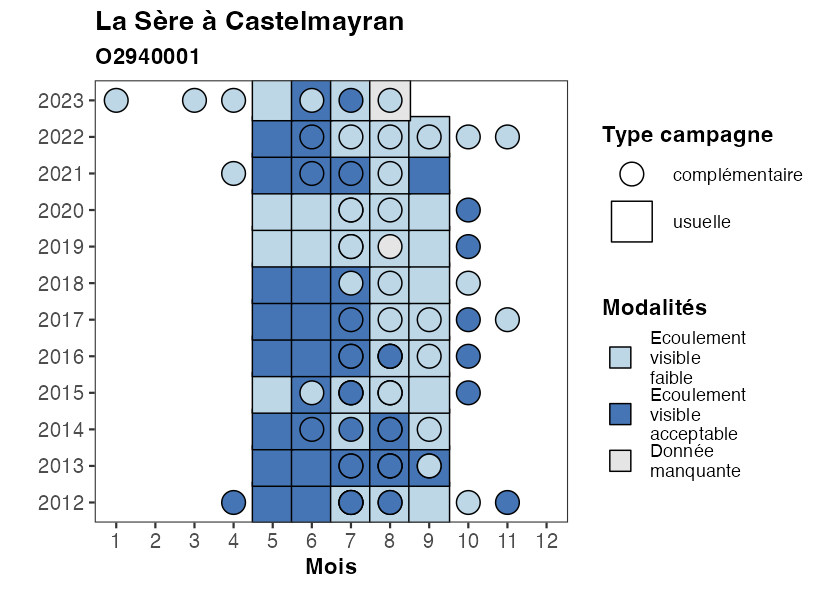 La Sère à Castelmayran
O2940001
2023
2022
2021
2020
2019
2018
2017
2016
2015
2014
2013
2012
1 2 3 4 5 6 7 8 9 10 11 12
Mois
Type campagne
complémentaire
usuelle
Modalités
Ecoulement
visible
faible
Ecoulement
visible
acceptable
Donnée
manquante